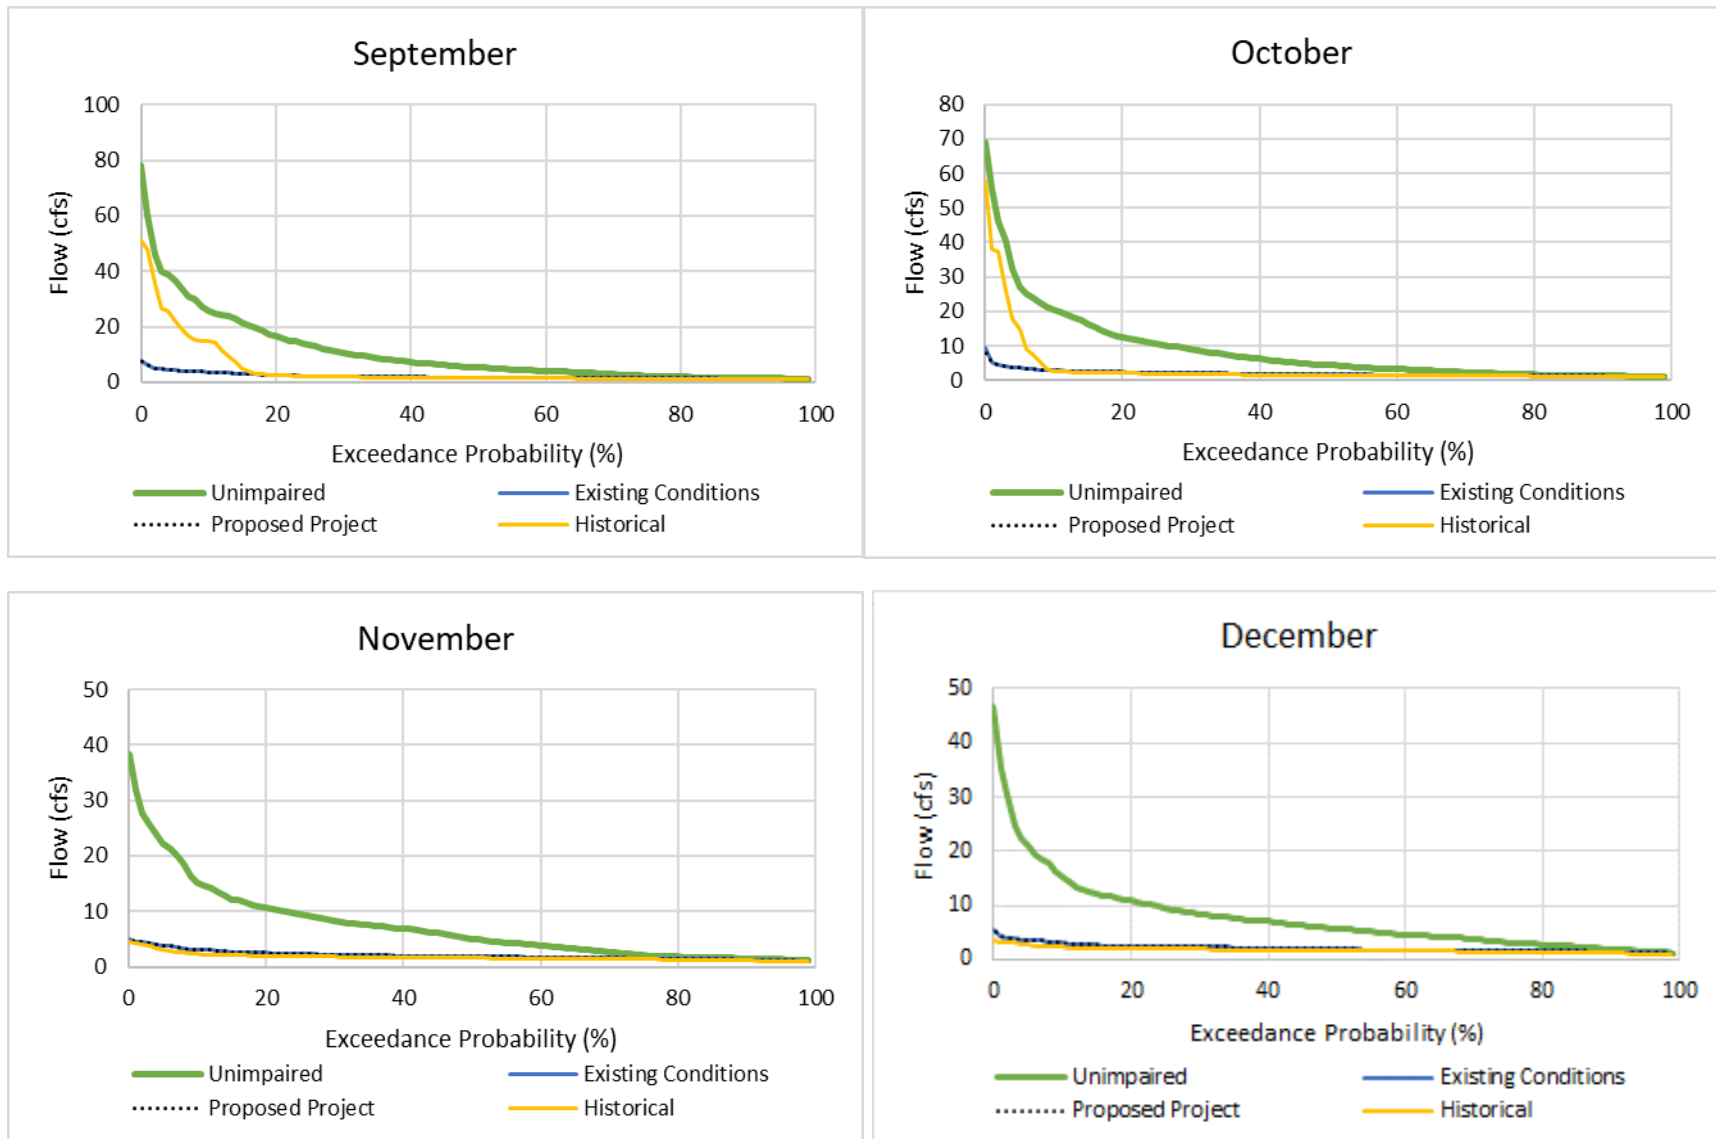 September
100
80
60
40
20
0
Flow (cfs)
0 20 40 60 80 100
Exceedance Probability (%)
Unimpaired Existing Conditions
Proposed Project Historical
October
80
70
60
50
40
30
20
10
0
Flow (cfs)
0 20 40 60 80 100
Exceedance Probability (%)
Unimpaired Existing Conditions
Proposed Project Historical
November
50
40
30
20
10
0
Flow (cfs)
0 20 40 60 80 100
Exceedance Probability (%)
Unimpaired Existing Conditions
Proposed Project Historical
December
50
40
30
20
10
0
Flow (cfs)
0 20 40 60 80 100
Exceedance Probability (%)
Unimpaired Existing Conditions
Proposed Project Historical